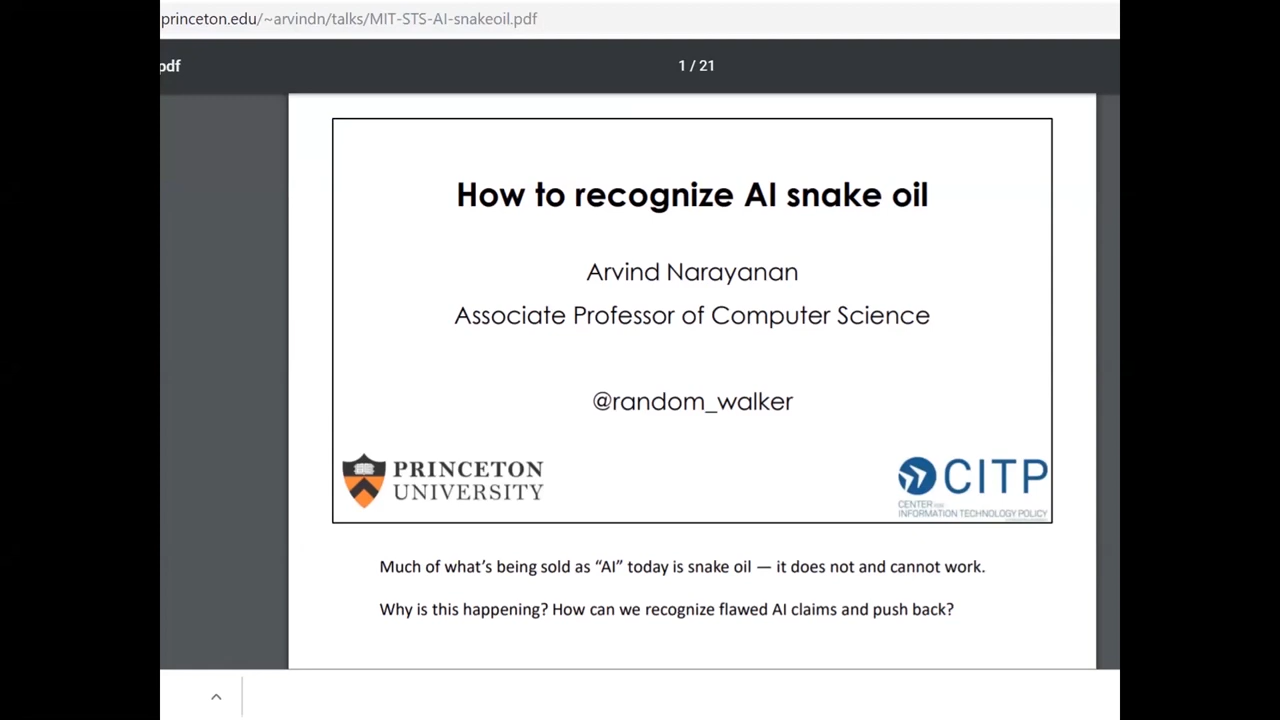 princeton.edu/~arvindn/talks/MIT-STS-AI-snakeoil.pdf
pdf
1 / 21
How to recognize AI snake oil
Arvind Narayanan
Associate Professor of Computer Science
@random_walker
PRINCETON
UNIVERSITY
CITP
CENTER FOR
INFORMATION TECHNOLOGY POLICY
Much of what’s being sold as “AI” today is snake oil — it does not and cannot work.
Why is this happening? How can we recognize flawed AI claims and push back?